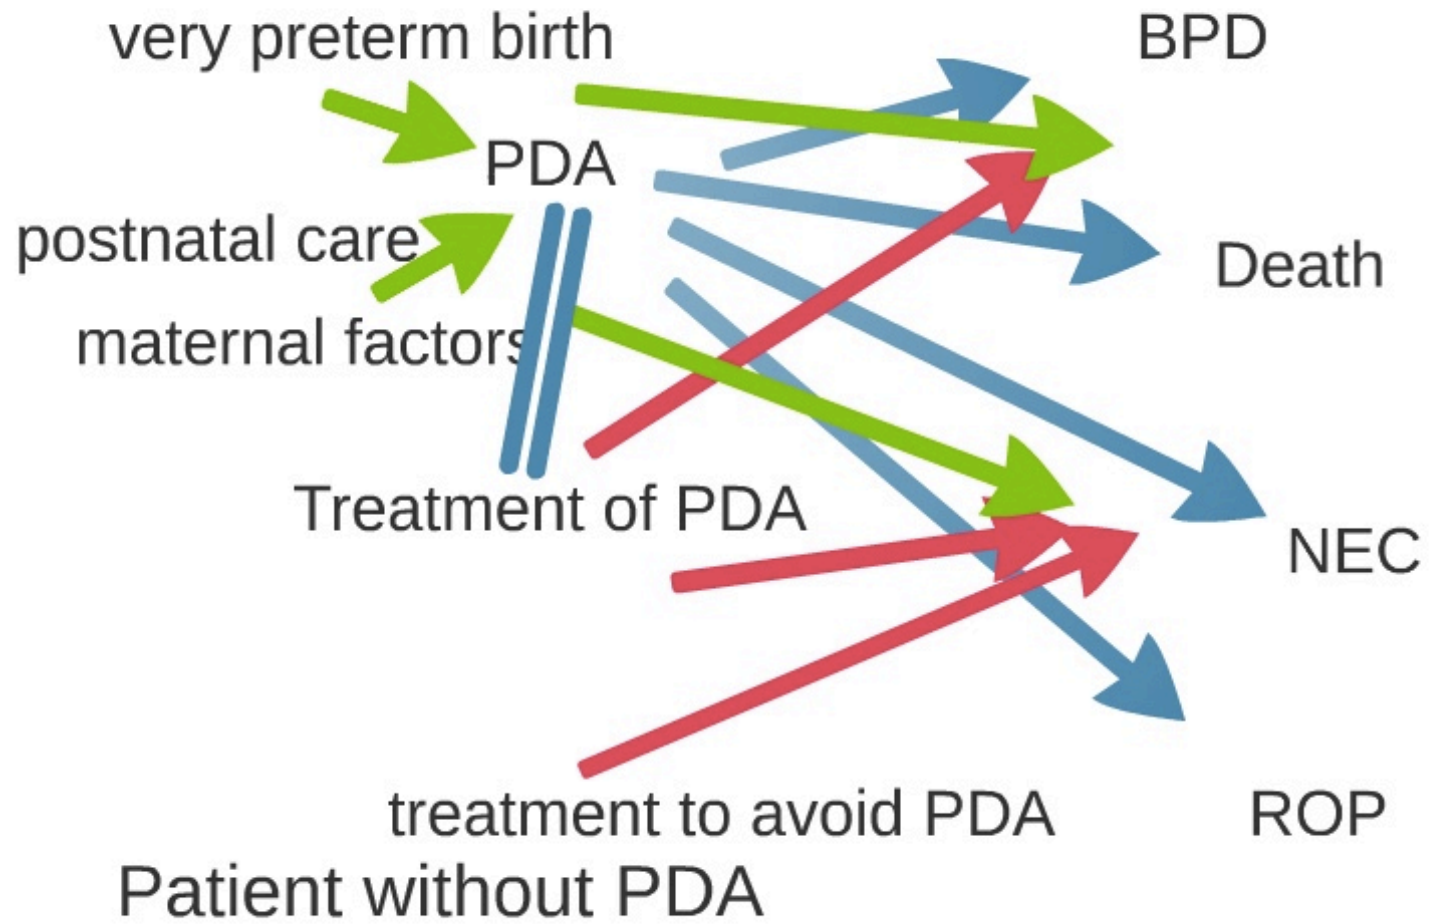 very preterm birth
BPD
PDA
postnatal care
Death
maternal factors
Treatment of PDA
NEC
treatment to avoid PDA
ROP
Patient without PDA